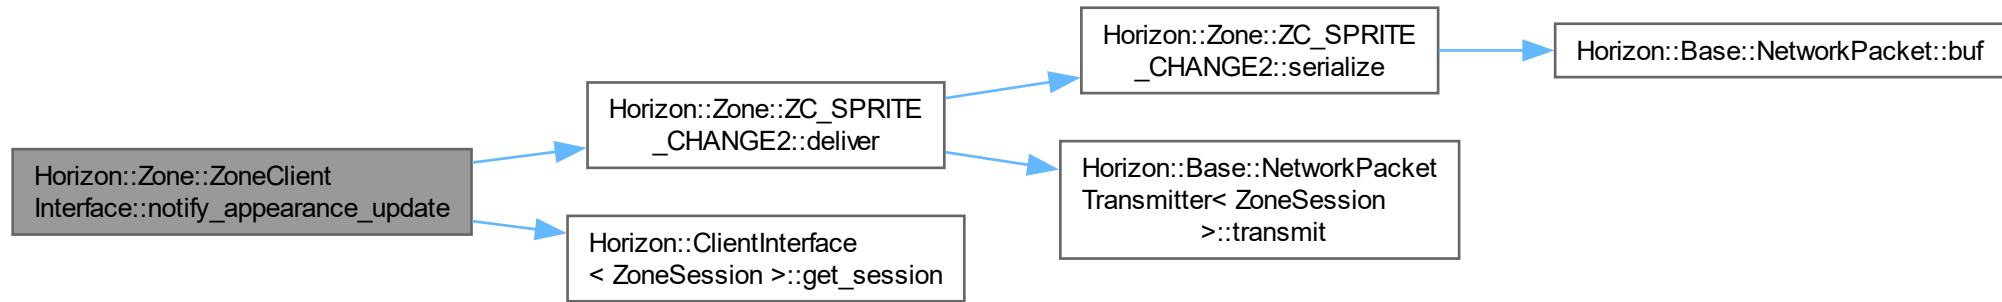 Horizon::Zone::ZoneClient
Interface::notify_appearance_update
Horizon::Zone::ZC_SPRITE
_CHANGE2::deliver
Horizon::ClientInterface
< ZoneSession >::get_session
Horizon::Zone::ZC_SPRITE
_CHANGE2::serialize
Horizon::Base::NetworkPacket
Transmitter< ZoneSession
>::transmit
Horizon::Base::NetworkPacket::buf